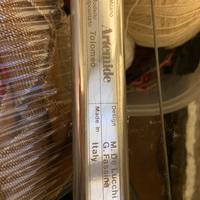 Artemide
Tolomeo
Design
M. De Lucchi
G. Fassina
Made in
Italy